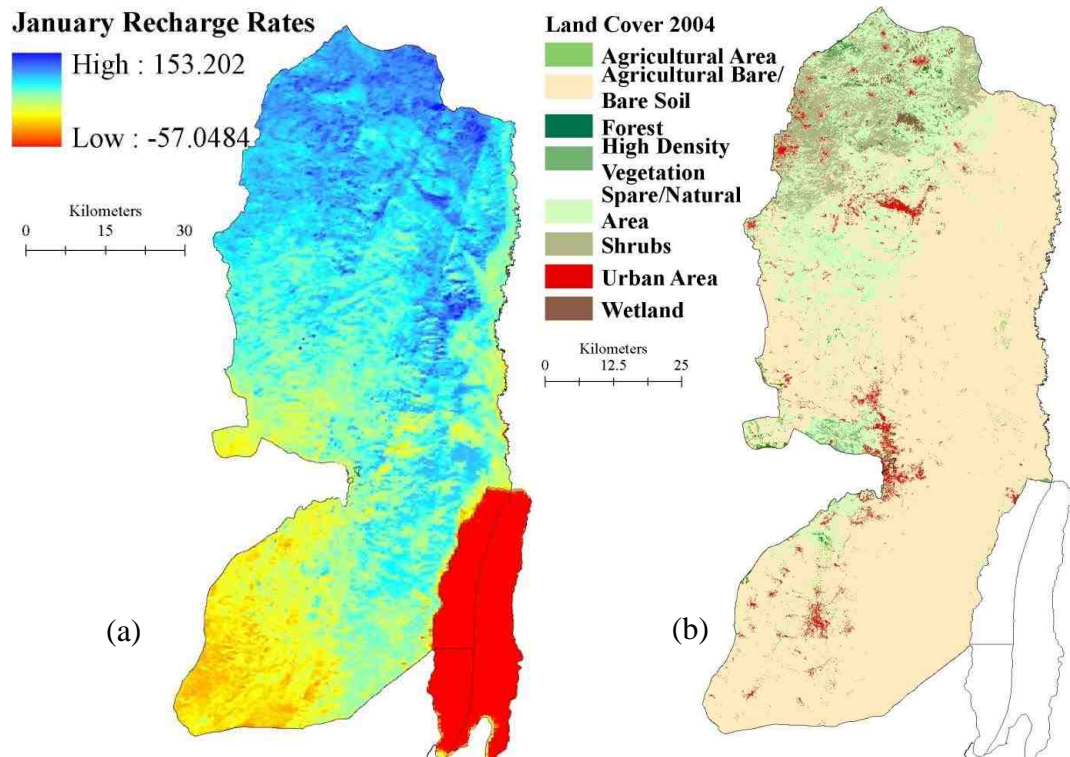 January Recharge Rates
High : 153.202
Low : -57.0484
Kilometers
0 15 30
(a)
Land Cover 2004
Agricultural Area
Agricultural Bare/
Bare Soil
Forest
High Density
Vegetation
Spare/Natural
Area
Shrubs
Urban Area
Wetland
Kilometers
0 12.5 25
(b)